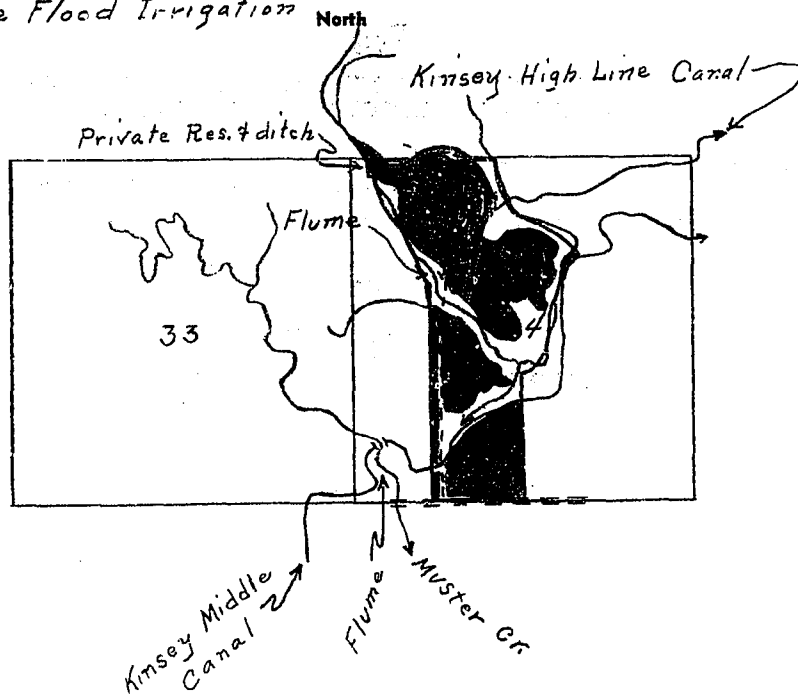 e Flood Irrigation
North
Kinsey High Line Canal
Private Res. & ditch
Flume
33
4
Kinsey Middle
Canal
Flume
Muster Cr.